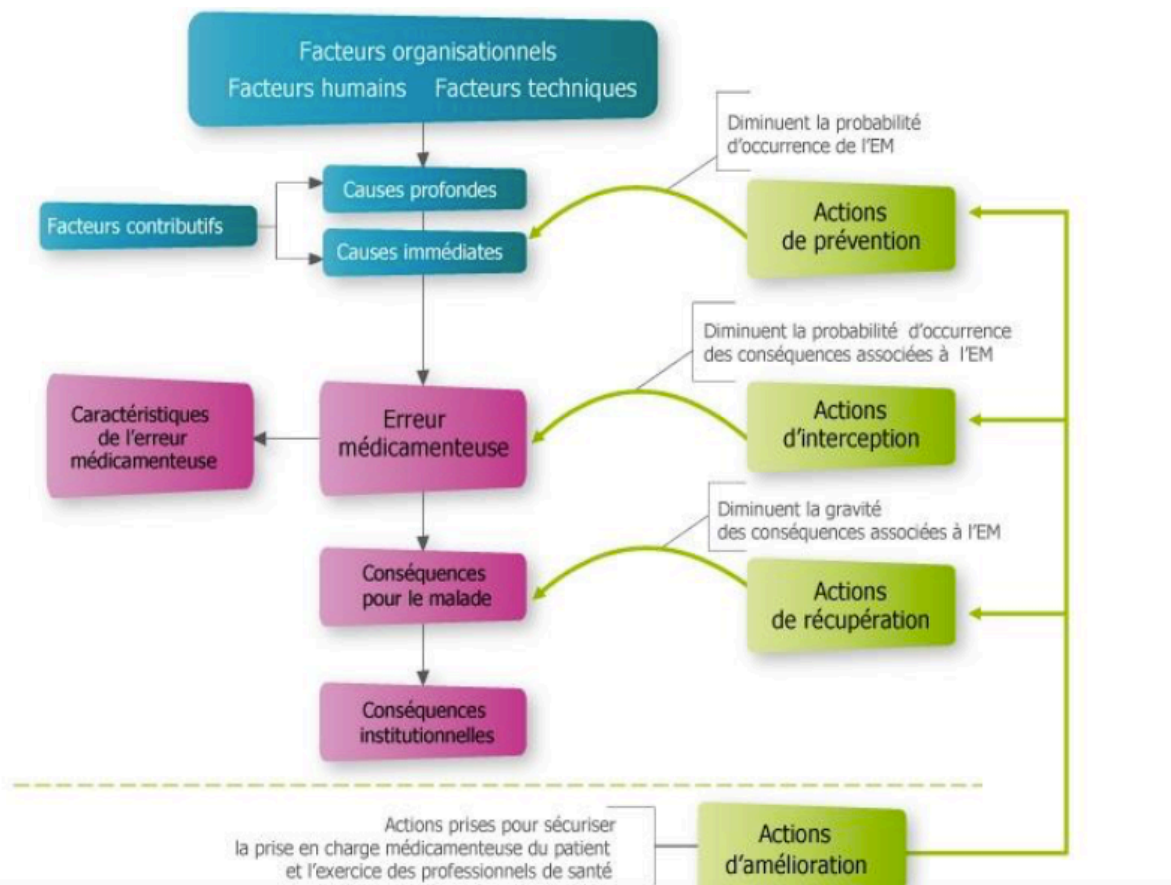 Facteurs organisationnels
Facteurs humains Facteurs techniques
Diminuent la probabilité
d'occurrence de l'EM
Causes profondes
Facteurs contributifs
Causes immédiates
Actions
de prévention
Diminuent la probabilité d'occurrence
des conséquences associées à l'EM
Caractéristiques
de l'erreur
médicamenteuse
Erreur
médicamenteuse
Actions
d'interception
Diminuent la gravité
des conséquences associées à l'EM
Conséquences
pour le malade
Actions
de récupération
Conséquences
institutionnelles
Actions prises pour sécuriser
la prise en charge médicamenteuse du patient
et l'exercice des professionnels de santé
Actions
d'amélioration